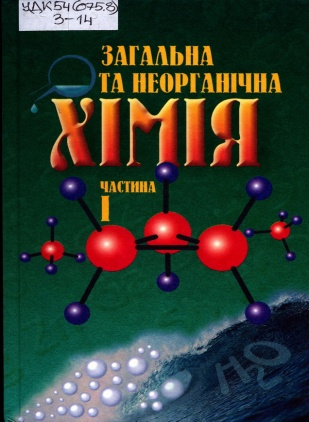 УДК54(075.8)
З-14
ЗАГАЛЬНА
ТА НЕОРГАНІЧНА
ХІМІЯ
ЧАСТИНА
I
H2O